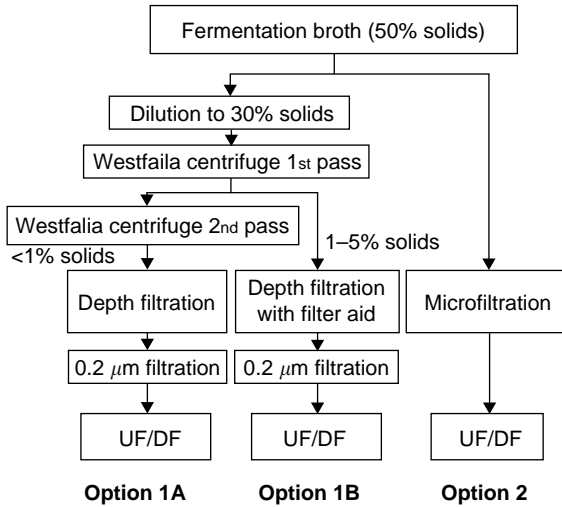 Fermentation broth (50% solids)
Dilution to 30% solids
Westfaila centrifuge 1st pass
Westfalia centrifuge 2nd pass
<1% solids
1–5% solids
Depth filtration
Depth filtration
with filter aid
Microfiltration
0.2 μm filtration
0.2 μm filtration
UF/DF
UF/DF
UF/DF
Option 1A
Option 1B
Option 2